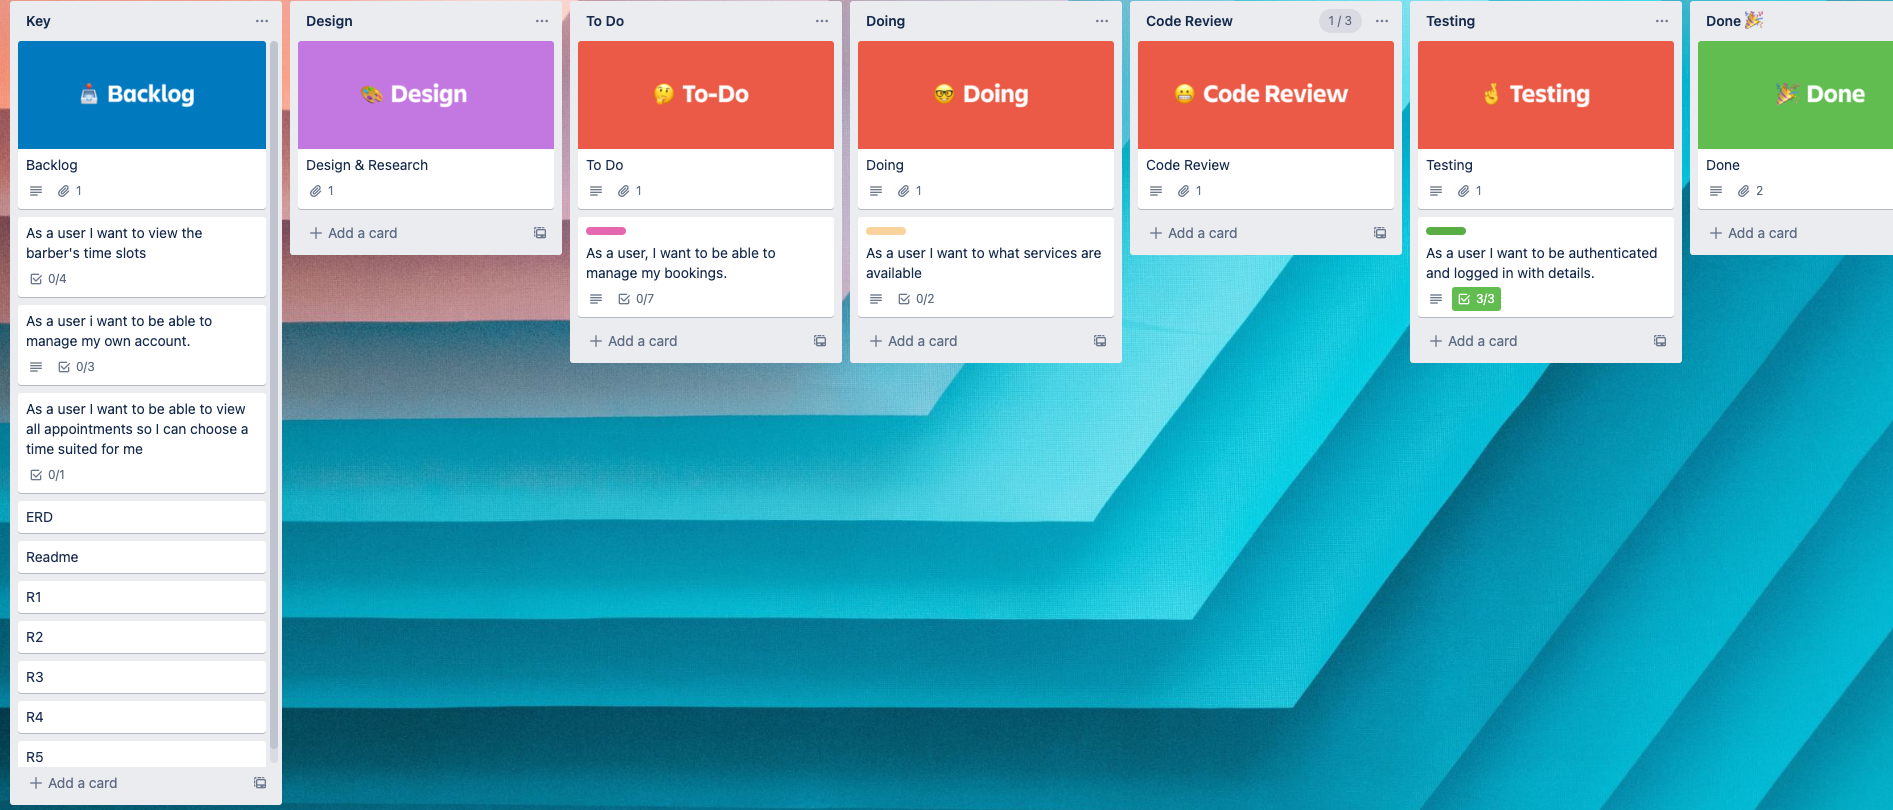 Key
Backlog
Backlog
1
As a user I want to view the
barber's time slots
0/4
As a user i want to be able to
manage my own account.
0/3
As a user I want to be able to view
all appointments so I can choose a
time suited for me
0/1
ERD
Readme
R1
R2
R3
R4
R5
+ Add a card
Design
Design
Design & Research
1
+ Add a card
To Do
To-Do
To Do
1
As a user, I want to be able to
manage my bookings.
0/7
+ Add a card
Doing
Doing
Doing
1
As a user I want to what services are
available
0/2
+ Add a card
Code Review
1 / 3
Code Review
Code Review
1
+ Add a card
Testing
Testing
Testing
1
As a user I want to be authenticated
and logged in with details.
3/3
+ Add a card
Done 🎉
Done
Done
2
+ Add a card